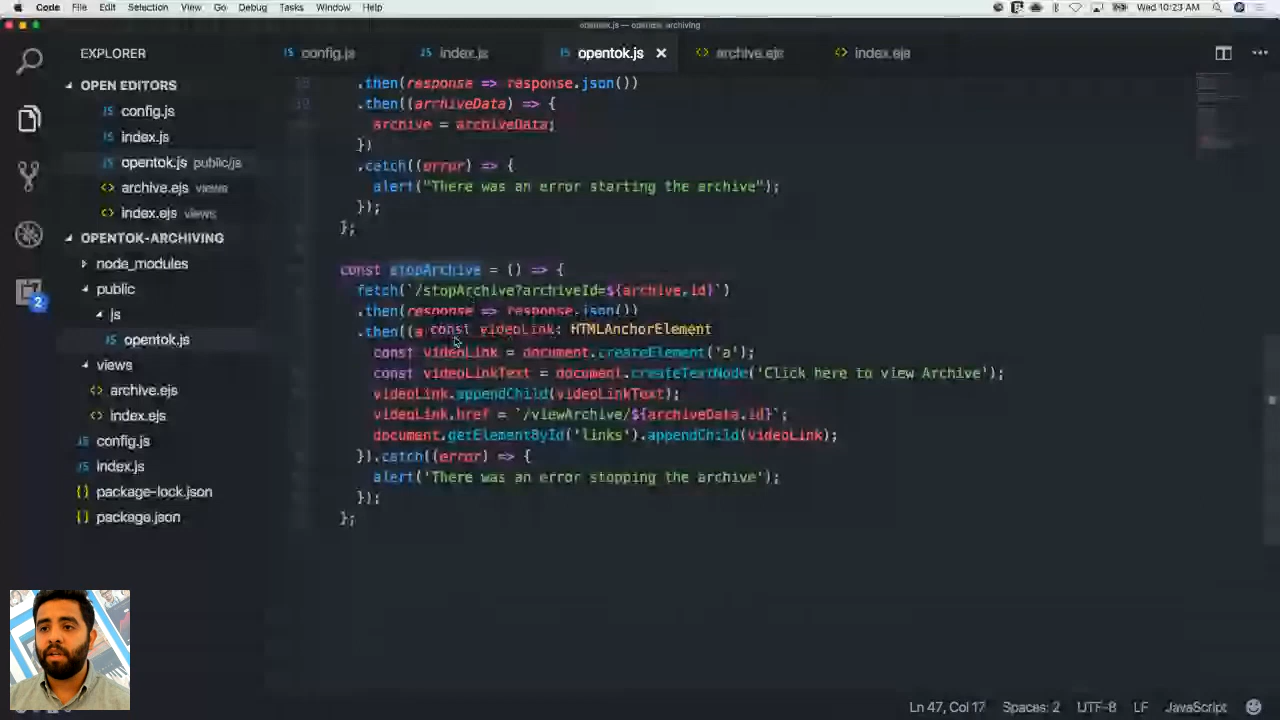 Code File Edit Selection View Go Debug Tasks Window Help
Wed 10:23 AM
opentok.js — opentok-archiving
EXPLORER
config.js
index.js
opentok.js
archive.ejs
index.ejs
OPEN EDITORS
config.js
index.js
opentok.js public/js
archive.ejs views
index.ejs views
OPENTOK-ARCHIVING
node_modules
public
js
opentok.js
views
archive.ejs
index.ejs
config.js
index.js
package-lock.json
package.json
2
.then(response => response.json())
.then((archiveData) => {
archive = archiveData;
})
.catch((error) => {
alert("There was an error starting the archive");
});
};
const stopArchive = () => {
fetch(`/stopArchive?archiveId=${archive.id}`)
.then(response => response.json())
const videoLink: HTMLAnchorElement
.then((a
const videoLink = document.createElement('a');
const videoLinkText = document.createTextNode('Click here to view Archive');
videoLink.appendChild(videoLinkText);
videoLink.href = `/viewArchive/${archiveData.id}`;
document.getElementById('links').appendChild(videoLink);
}).catch((error) => {
alert('There was an error stopping the archive');
});
};
Ln 47, Col 17 Spaces: 2 UTF-8 LF JavaScript